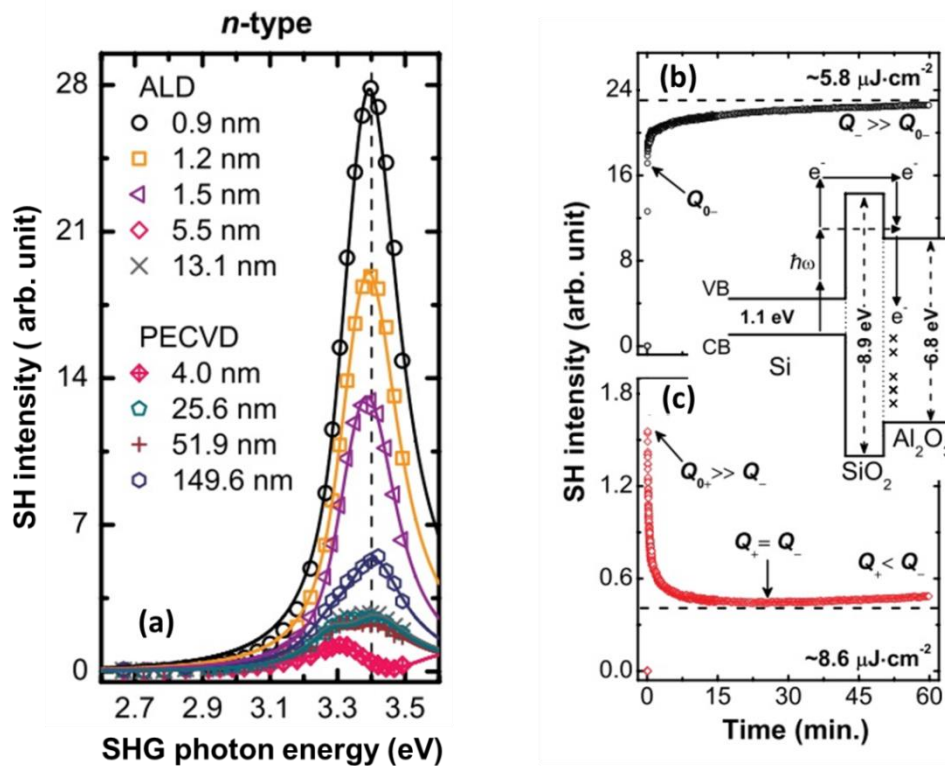 n-type
SH intensity ( arb. unit)
28
21
14
7
0
ALD
0.9 nm
1.2 nm
1.5 nm
5.5 nm
13.1 nm
PECVD
4.0 nm
25.6 nm
51.9 nm
149.6 nm
(a)
2.7 2.9 3.1 3.3 3.5
SHG photon energy (eV)
SH intensity (arb. unit)
24
16
8
0
(b)
~5.8 µJ·cm⁻²
Q₋ >> Q₀₋
Q₀₋
e⁻ e⁻
ħω
VB
1.1 eV
CB
Si
8.9 eV
e⁻
6.8 eV
SiO₂
Al₂O₃
1.8
1.2
0.6
0.0
(c)
Q₀₊>> Q₋
Q₊= Q₋
Q₊ < Q₋
~8.6 µJ·cm⁻²
0 15 30 45 60
Time (min.)